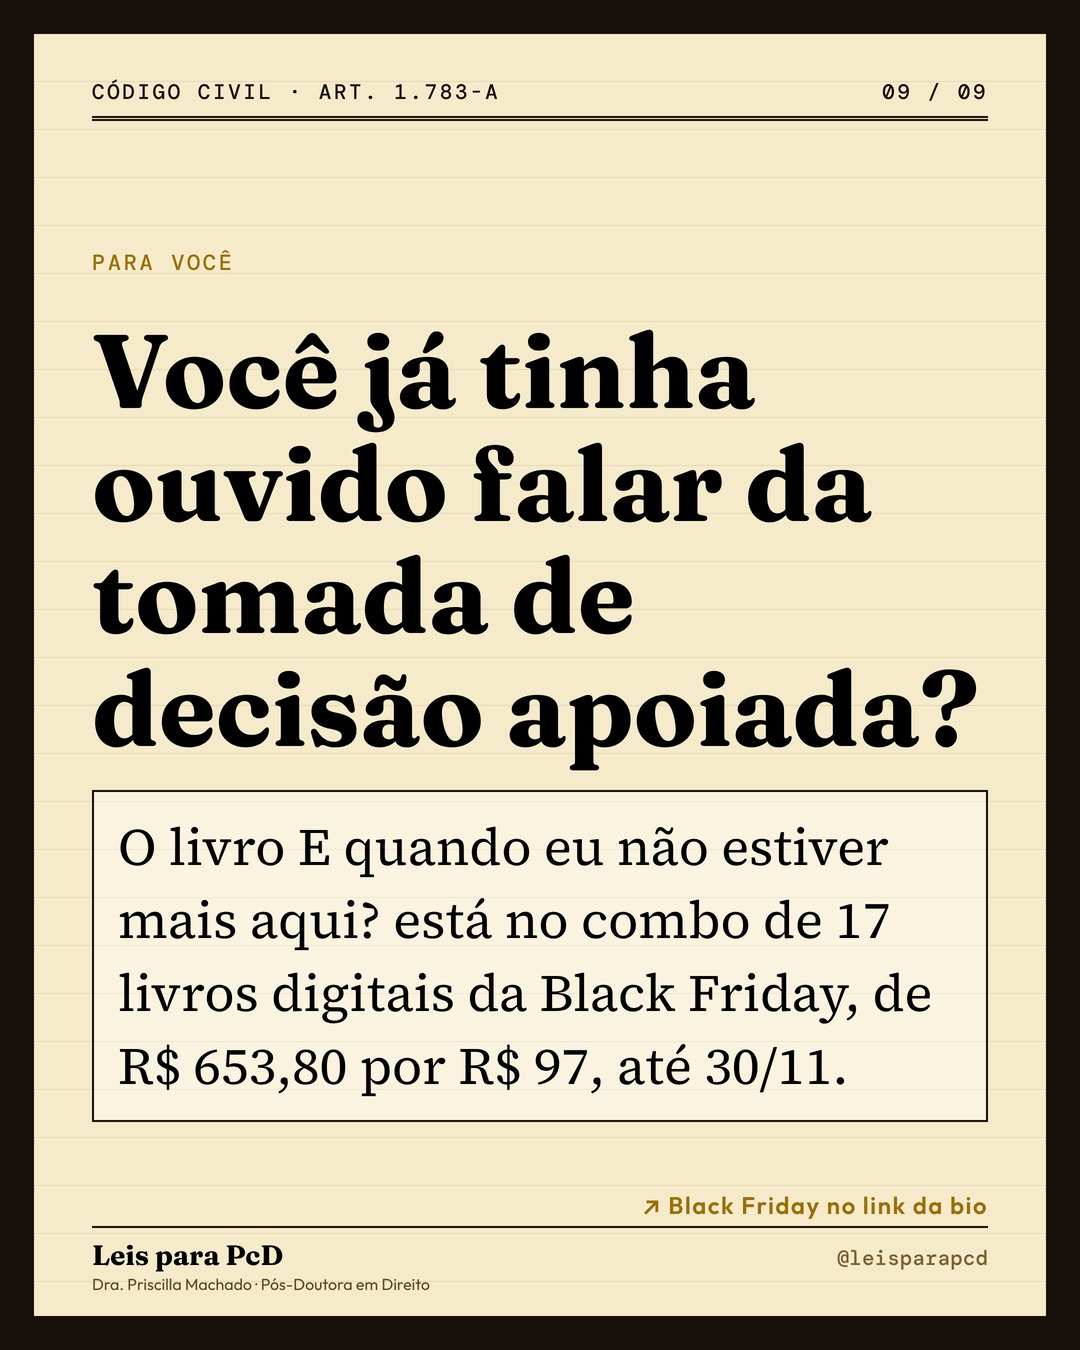 CÓDIGO CIVIL · ART. 1.783-A
09 / 09
PARA VOCÊ
Você já tinha
ouvido falar da
tomada de
decisão apoiada?
O livro E quando eu não estiver
mais aqui? está no combo de 17
livros digitais da Black Friday, de
R$ 653,80 por R$ 97, até 30/11.
↗ Black Friday no link da bio
Leis para PcD
@leisparapcd
Dra. Priscilla Machado · Pós-Doutora em Direito